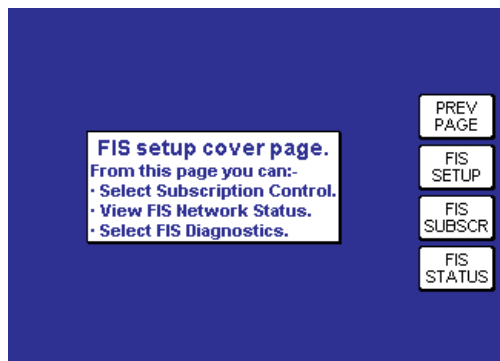 FIS setup cover page.
From this page you can:-
· Select Subscription Control.
· View FIS Network Status.
· Select FIS Diagnostics.
PREV
PAGE
FIS
SETUP
FIS
SUBSCR
FIS
STATUS